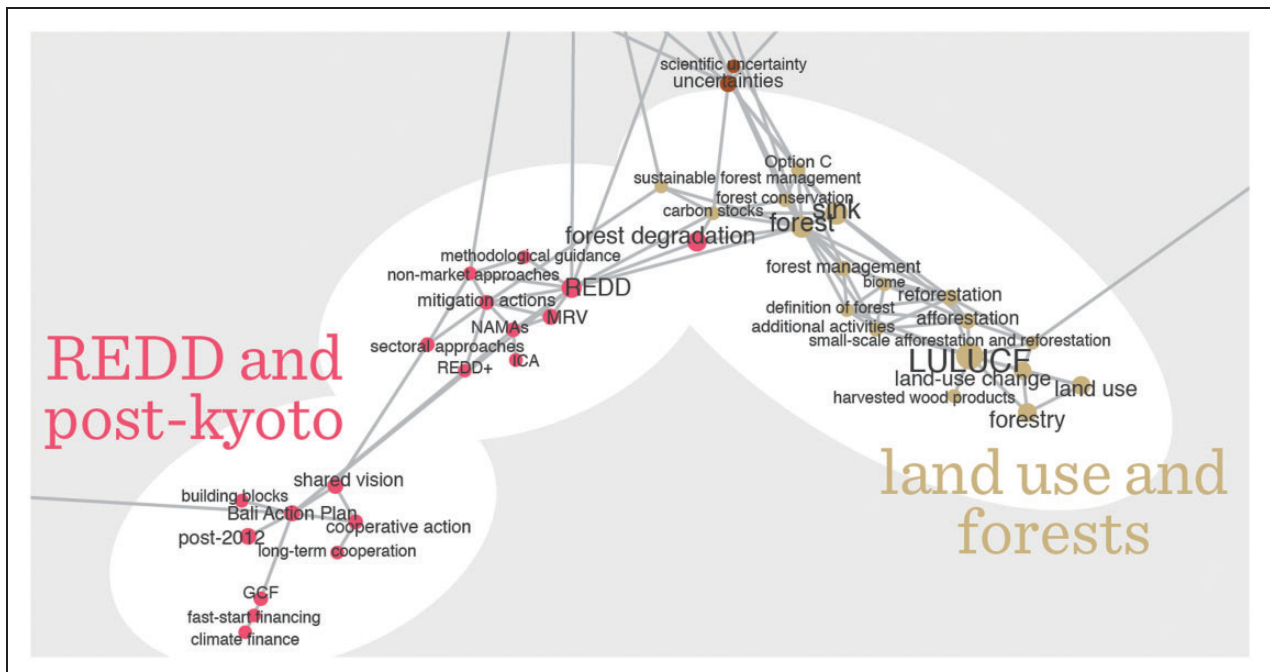 scientific uncertainty
uncertainties
Option C
sustainable forest management
forest conservation
carbon stocks
sink
forest
forest degradation
methodological guidance
non-market approaches
REDD
mitigation actions
MRV
NAMAs
sectoral approaches
ICA
REDD+
forest management
biome
reforestation
definition of forest
afforestation
additional activities
small-scale afforestation and reforestation
LULUCF
land-use change
land use
harvested wood products
forestry
REDD and
post-kyoto
land use and
forests
shared vision
building blocks
Bali Action Plan
cooperative action
post-2012
long-term cooperation
GCF
fast-start financing
climate finance